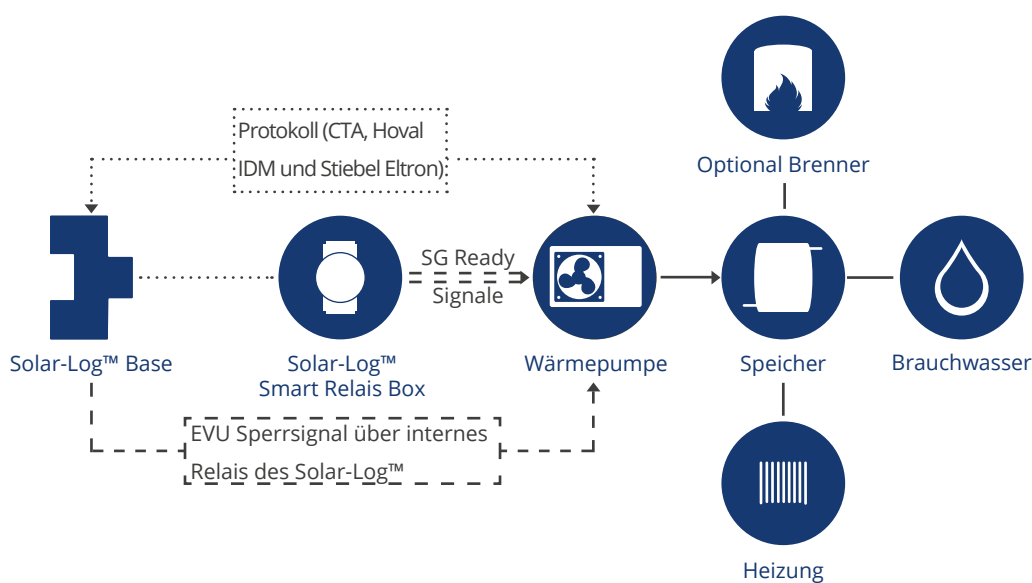 Protokoll (CTA, Hoval
IDM und Stiebel Eltron)
Optional Brenner
SG Ready
Signale
Solar-Log™ Base
Solar-Log™
Smart Relais Box
Wärmepumpe
Speicher
Brauchwasser
EVU Sperrsignal über internes
Relais des Solar-Log™
Heizung